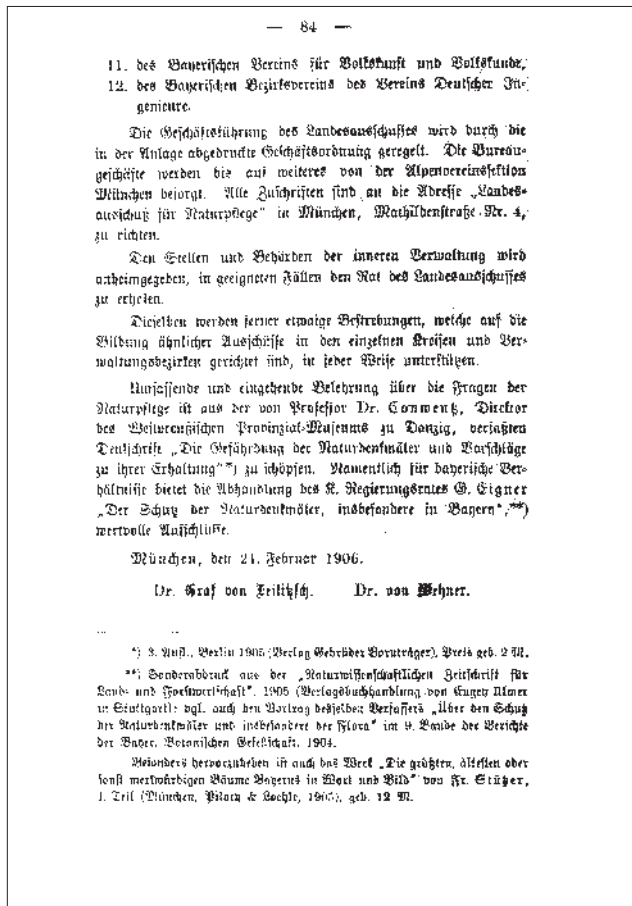 — 84 —
11. des Bayerischen Vereins für Volkskunst und Volkskunde,
12. des Bayerischen Bezirksvereins des Vereins Deutscher In-
genieure.
Die Geschäftsführung des Landesausschusses wird durch die
in der Anlage abgedruckte Geschäftsordnung geregelt. Die Bureau-
geschäfte werden bis auf weiteres von der Alpenvereinssektion
München besorgt. Alle Zuschriften sind an die Adresse „Landes-
ausschuß für Naturpflege" in München, Mathildenstraße Nr. 4,
zu richten.
Den Stellen und Behörden der inneren Verwaltung wird
anheimgegeben, in geeigneten Fällen den Rat des Landesausschusses
zu erholen.
Dieselben werden ferner etwaige Bestrebungen, welche auf die
Bildung ähnlicher Ausschüsse in den einzelnen Kreisen und Ver-
waltungsbezirken gerichtet sind, in jeder Weise unterstützen.
Umfassende und eingehende Belehrung über die Fragen der
Naturpflege ist aus der von Professor Dr. Conwentz, Direktor
des Westpreußischen Provinzial-Museums zu Danzig, verfaßten
Denkschrift „Die Gefährdung der Naturdenkmäler und Vorschläge
zu ihrer Erhaltung"*) zu schöpfen. Namentlich für bayerische Ver-
hältnisse bietet die Abhandlung des K. Regierungsrates G. Eigner
„Der Schutz der Naturdenkmäler, insbesondere in Bayern",**)
wertvolle Aufschlüsse.
München, den 21. Februar 1906.
Dr. Graf von Feilitzsch. Dr. von Wehner.
*) 3. Aufl., Berlin 1905 (Verlag Gebrüder Bornträger), Preis geb. 2 M.
**) Sonderabdruck aus der „Naturwissenschaftlichen Zeitschrift für
Land- und Forstwirtschaft", 1905 (Verlagsbuchhandlung von Eugen Ulmer
in Stuttgart): vgl. auch den Vortrag desselben Verfassers „Über den Schutz
der Naturdenkmäler und insbesondere der Flora" im 9. Bande der Berichte
der Bayer. Botanischen Gesellschaft, 1904.
Besonders hervorzuheben ist auch das Werk „Die größten, ältesten oder
sonst merkwürdigen Bäume Bayerns in Wort und Bild" von Fr. Stützer,
1. Teil (München, Piloty & Loehle, 1905), geb. 12 M.